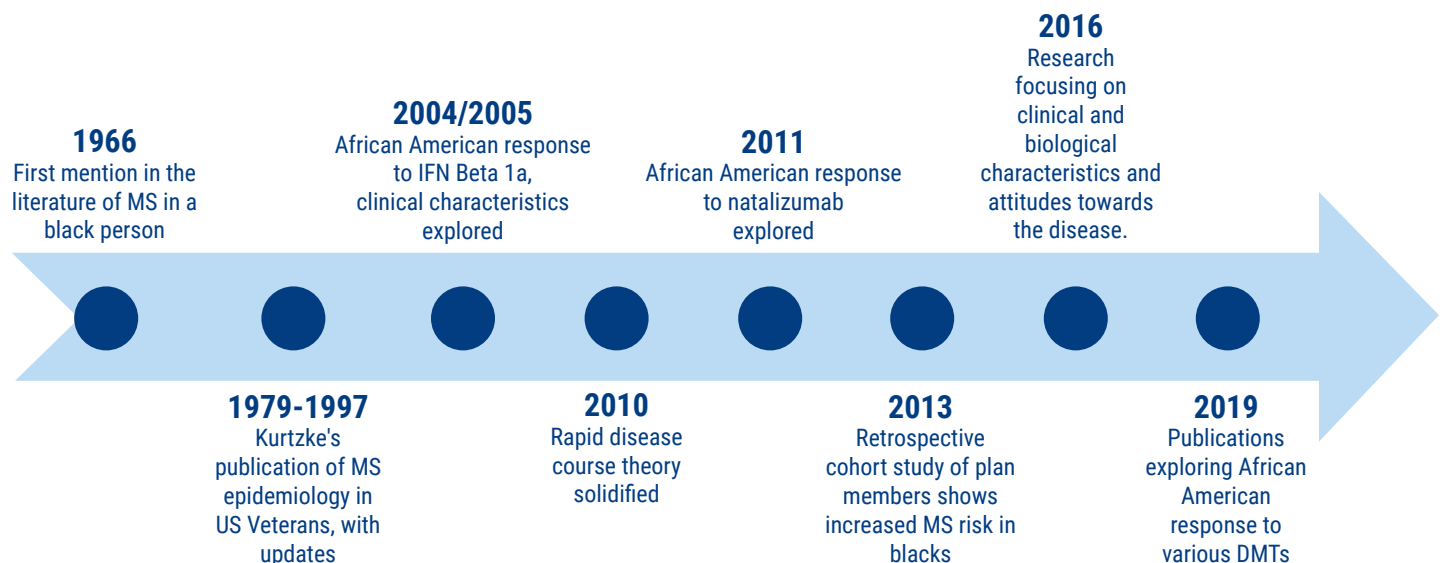 1966
First mention in the
literature of MS in a
black person
1979-1997
Kurtzke's
publication of MS
epidemiology in
US Veterans, with
updates
2004/2005
African American response
to IFN Beta 1a,
clinical characteristics
explored
2010
Rapid disease
course theory
solidified
2011
African American response
to natalizumab
explored
2013
Retrospective
cohort study of plan
members shows
increased MS risk in
blacks
2016
Research
focusing on
clinical and
biological
characteristics and
attitudes towards
the disease.
2019
Publications
exploring African
American
response to
various DMTs